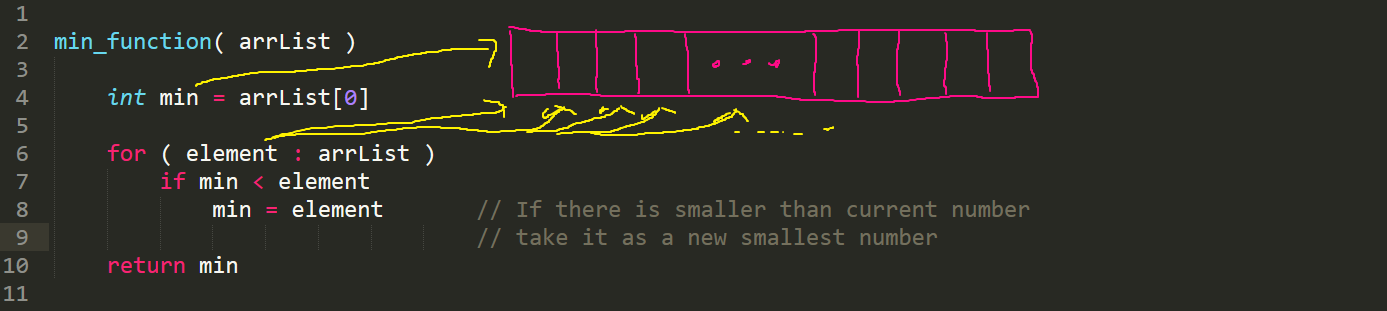 1
2 min_function( arrList )
3
4 int min = arrList[0]
5
6 for ( element : arrList )
7 if min < element
8 min = element // If there is smaller than current number
9 // take it as a new smallest number
10 return min
11